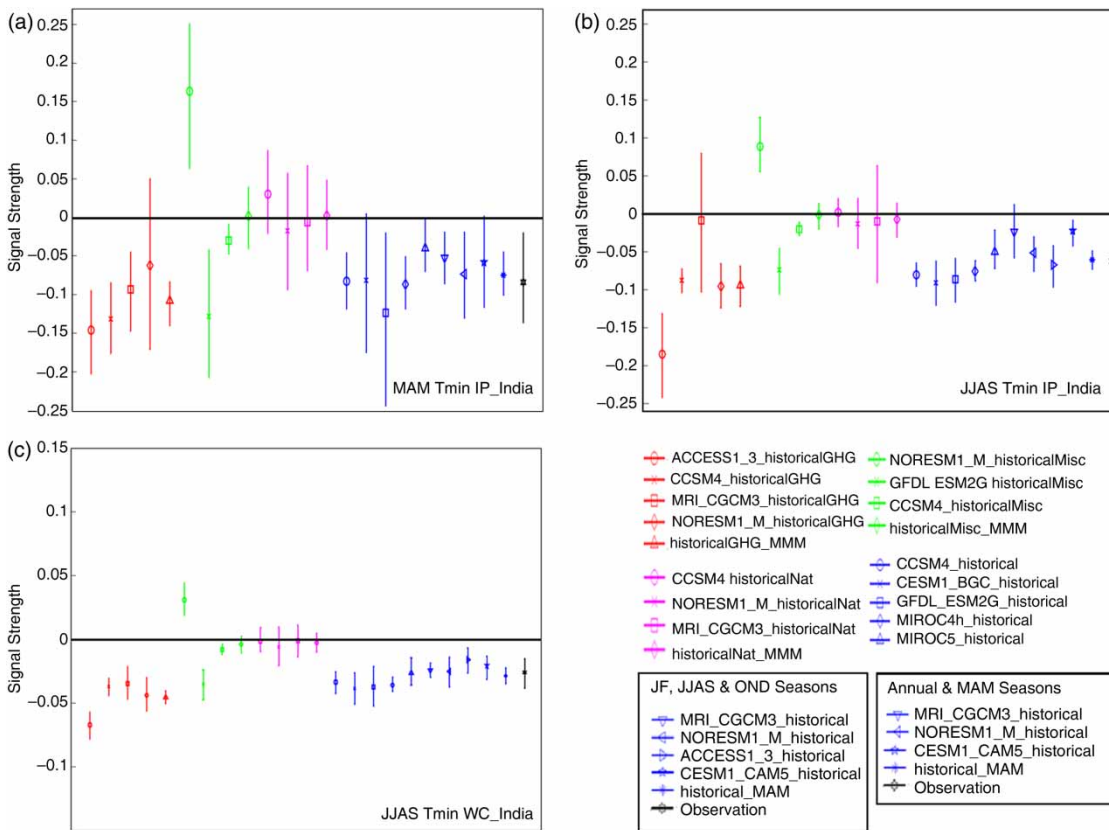 (a)
0.25
0.2
0.15
0.1
0.05
0
−0.05
−0.1
−0.15
−0.2
−0.25
Signal Strength
MAM Tmin IP_India
(b)
0.25
0.2
0.15
0.1
0.05
0
−0.05
−0.1
−0.15
−0.2
−0.25
Signal Strength
JJAS Tmin IP_India
(c)
0.15
0.1
0.05
0
−0.05
−0.1
Signal Strength
JJAS Tmin WC_India
ACCESS1_3_historicalGHG
CCSM4_historicalGHG
MRI_CGCM3_historicalGHG
NORESM1_M_historicalGHG
historicalGHG_MMM
CCSM4 historicalNat
NORESM1_M_historicalNat
MRI_CGCM3_historicalNat
historicalNat_MMM
NORESM1_M_historicalMisc
GFDL ESM2G historicalMisc
CCSM4_historicalMisc
historicalMisc_MMM
CCSM4_historical
CESM1_BGC_historical
GFDL_ESM2G_historical
MIROC4h_historical
MIROC5_historical
JF, JJAS & OND Seasons
MRI_CGCM3_historical
NORESM1_M_historical
ACCESS1_3_historical
CESM1_CAM5_historical
historical_MAM
Observation
Annual & MAM Seasons
MRI_CGCM3_historical
NORESM1_M_historical
CESM1_CAM5_historical
historical_MAM
Observation